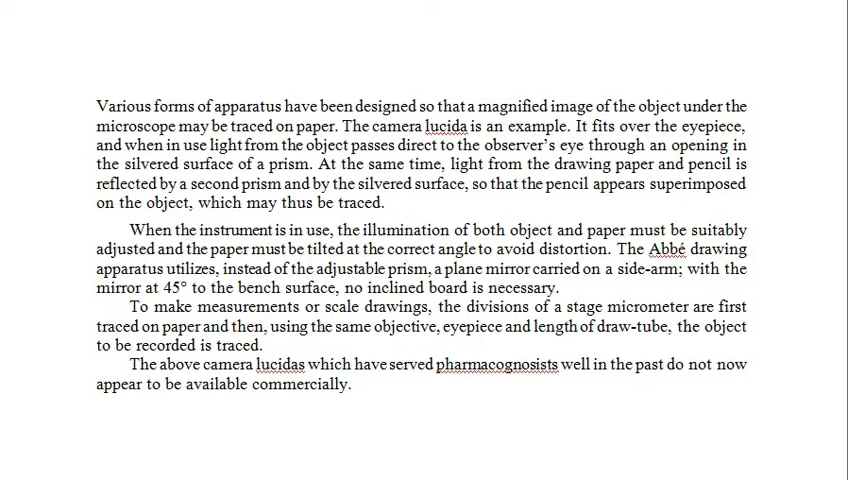 Various forms of apparatus have been designed so that a magnified image of the object under the
microscope may be traced on paper. The camera lucida is an example. It fits over the eyepiece,
and when in use light from the object passes direct to the observer’s eye through an opening in
the silvered surface of a prism. At the same time, light from the drawing paper and pencil is
reflected by a second prism and by the silvered surface, so that the pencil appears superimposed
on the object, which may thus be traced.
When the instrument is in use, the illumination of both object and paper must be suitably
adjusted and the paper must be tilted at the correct angle to avoid distortion. The Abbé drawing
apparatus utilizes, instead of the adjustable prism, a plane mirror carried on a side-arm; with the
mirror at 45° to the bench surface, no inclined board is necessary.
To make measurements or scale drawings, the divisions of a stage micrometer are first
traced on paper and then, using the same objective, eyepiece and length of draw-tube, the object
to be recorded is traced.
The above camera lucidas which have served pharmacognosists well in the past do not now
appear to be available commercially.